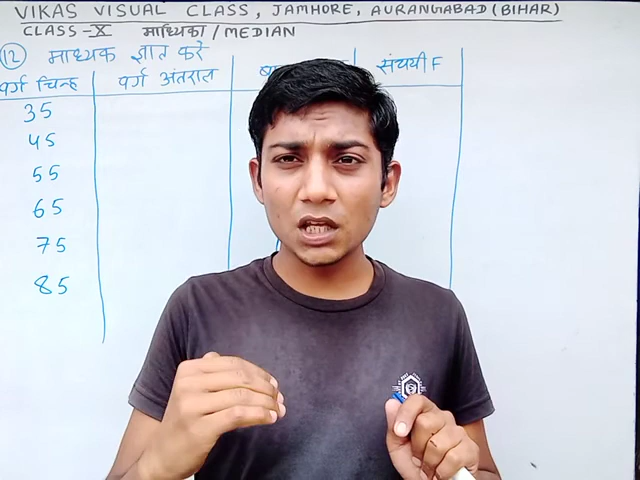 VIKAS VISUAL CLASS, JAMHORE, AURANGABAD (BIHAR)
CLASS-X माध्यिका / MEDIAN
(12) माध्यक ज्ञात करें
वर्ग चिन्ह वर्ग अंतराल संचयी F
35
45
55
65
75
85